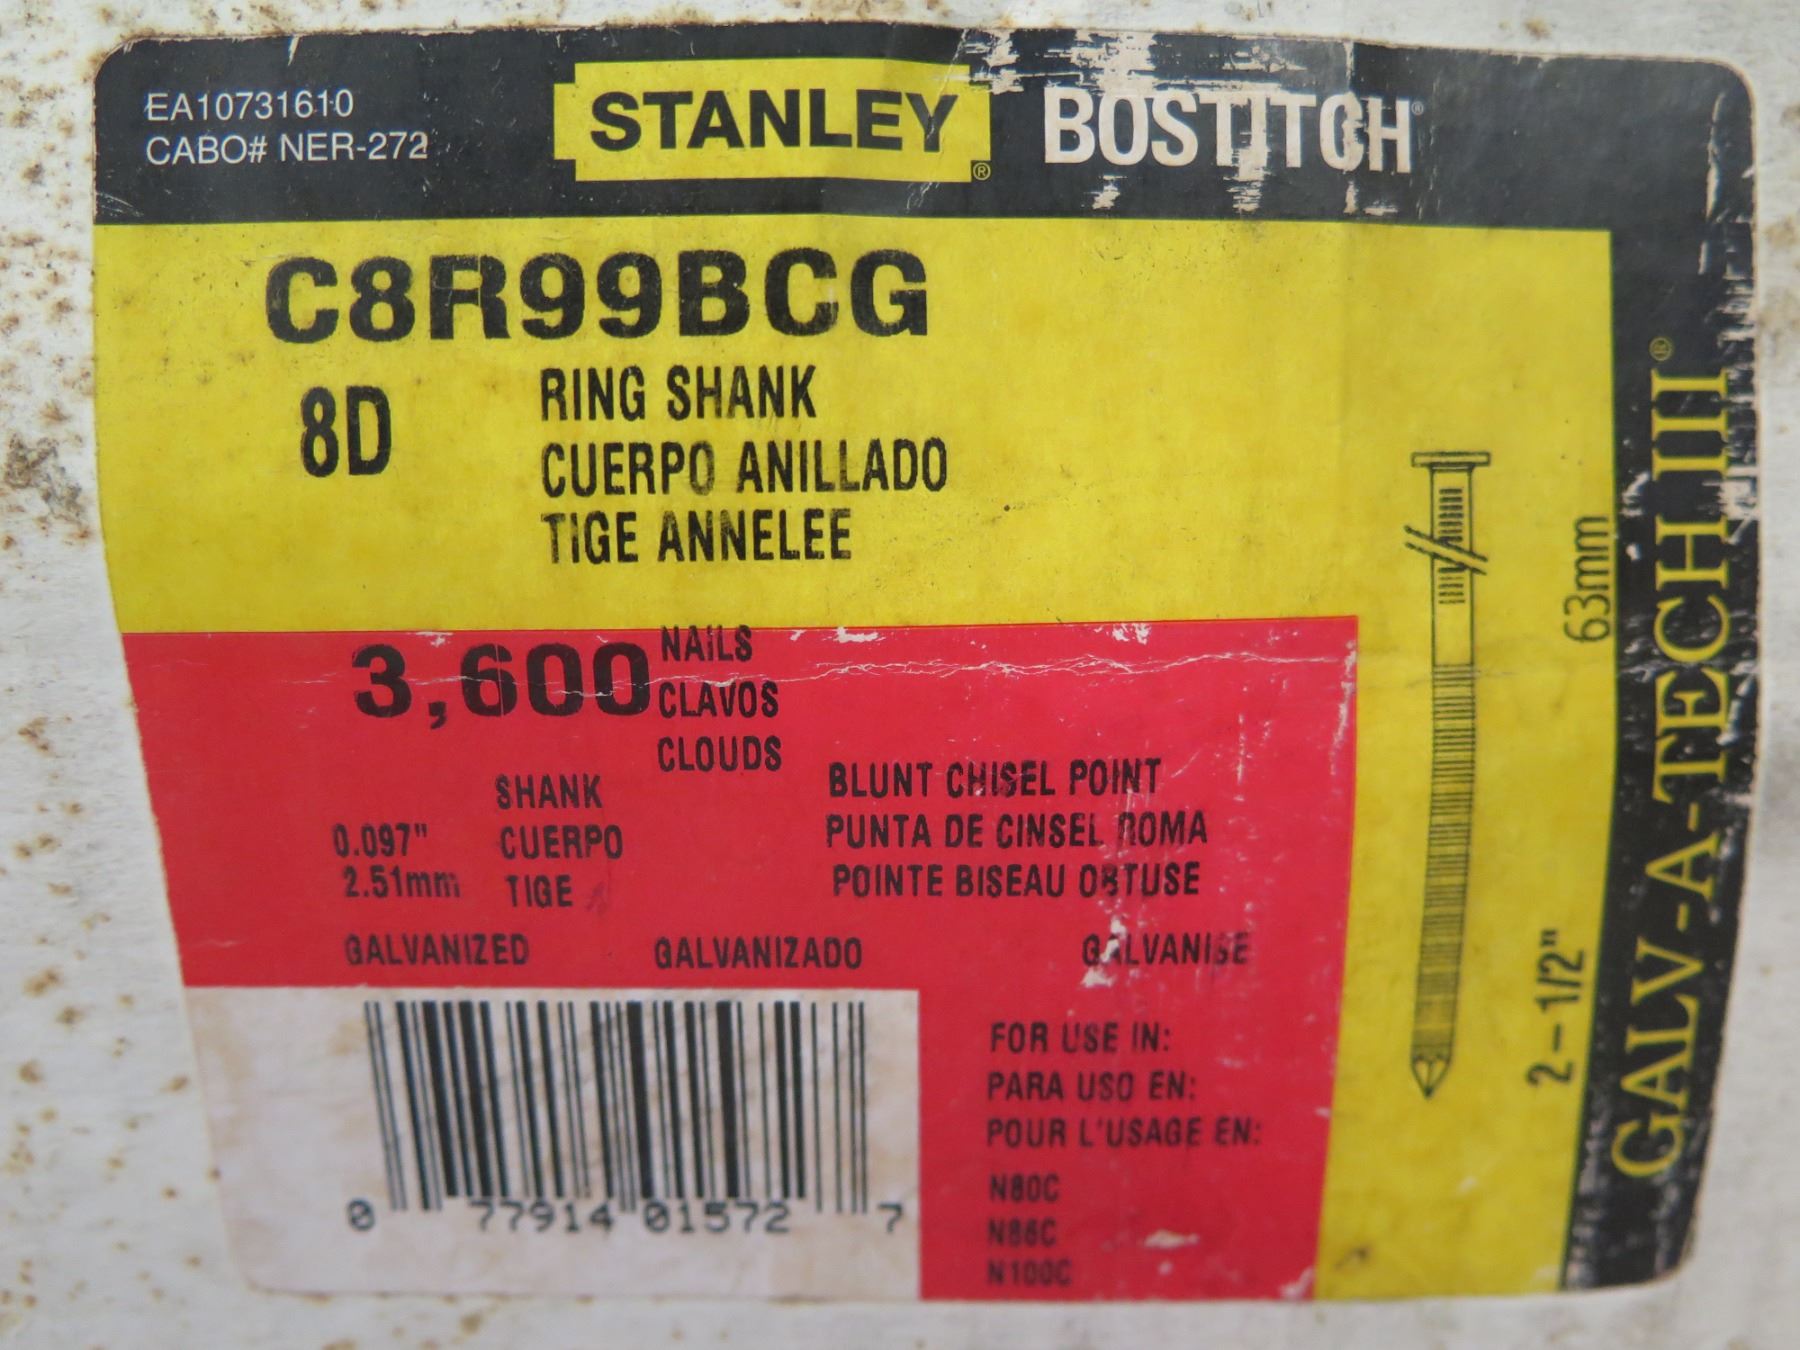 EA10731610
CABO# NER-272
STANLEY® BOSTITCH®
C8R99BCG
8D
RING SHANK
CUERPO ANILLADO
TIGE ANNELEE
3,600
NAILS
CLAVOS
CLOUDS
0.097"
2.51mm
SHANK
CUERPO
TIGE
BLUNT CHISEL POINT
PUNTA DE CINSEL ROMA
POINTE BISEAU OBTUSE
GALVANIZED GALVANIZADO GALVANISE
0 77914 01572 7
FOR USE IN:
PARA USO EN:
POUR L'USAGE EN:
N80C
N86C
N100C
63mm
2-1/2"
GALV-A-TECH III®